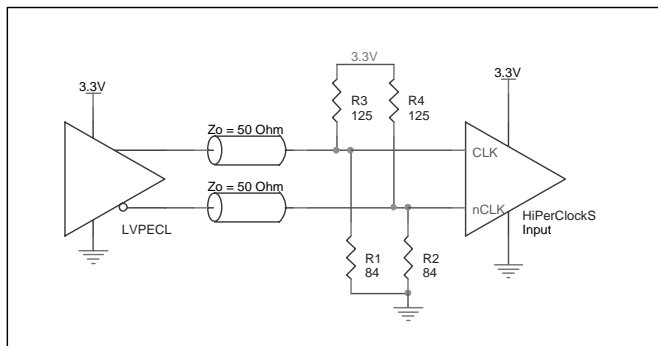 3.3V
3.3V
3.3V
R3
125
R4
125
Zo = 50 Ohm
CLK
Zo = 50 Ohm
nCLK
HiPerClockS
Input
LVPECL
R1
84
R2
84